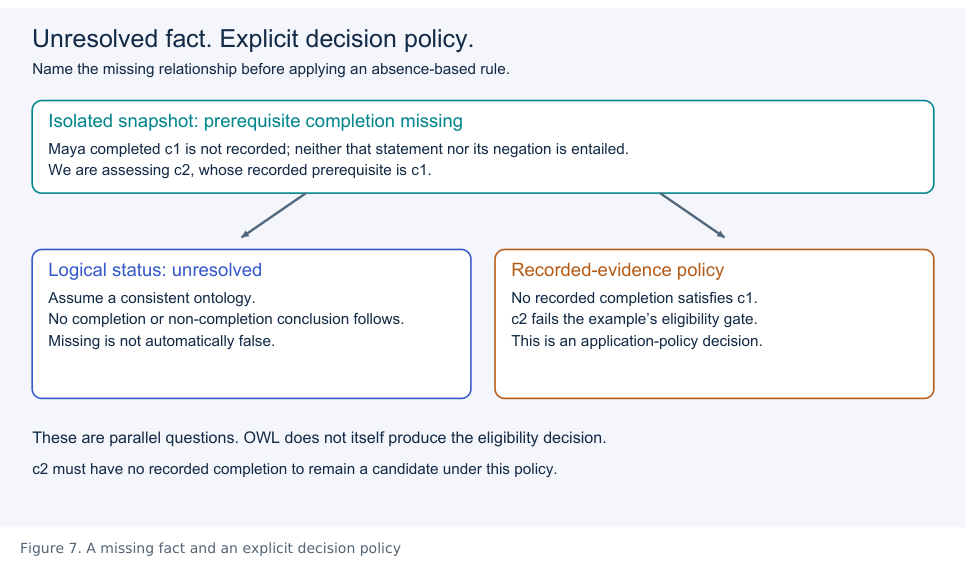 Unresolved fact. Explicit decision policy.
Name the missing relationship before applying an absence-based rule.
Isolated snapshot: prerequisite completion missing
Maya completed c1 is not recorded; neither that statement nor its negation is entailed.
We are assessing c2, whose recorded prerequisite is c1.
Logical status: unresolved
Assume a consistent ontology.
No completion or non-completion conclusion follows.
Missing is not automatically false.
Recorded-evidence policy
No recorded completion satisfies c1.
c2 fails the example’s eligibility gate.
This is an application-policy decision.
These are parallel questions. OWL does not itself produce the eligibility decision.
c2 must have no recorded completion to remain a candidate under this policy.
Figure 7. A missing fact and an explicit decision policy